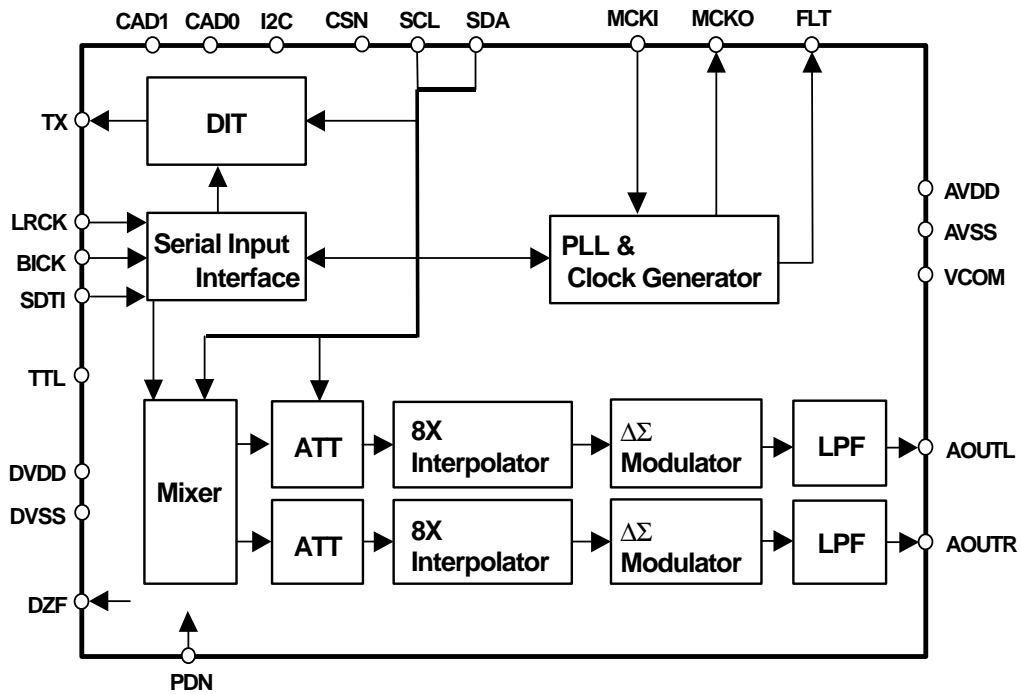 CAD1 CAD0 I2C CSN SCL SDA MCKI MCKO FLT
TX
DIT
LRCK
BICK
SDTI
Serial Input
Interface
PLL &
Clock Generator
AVDD
AVSS
VCOM
TTL
DVDD
DVSS
Mixer
ATT
8X
Interpolator
ΔΣ
Modulator
LPF
AOUTL
ATT
8X
Interpolator
ΔΣ
Modulator
LPF
AOUTR
DZF
PDN